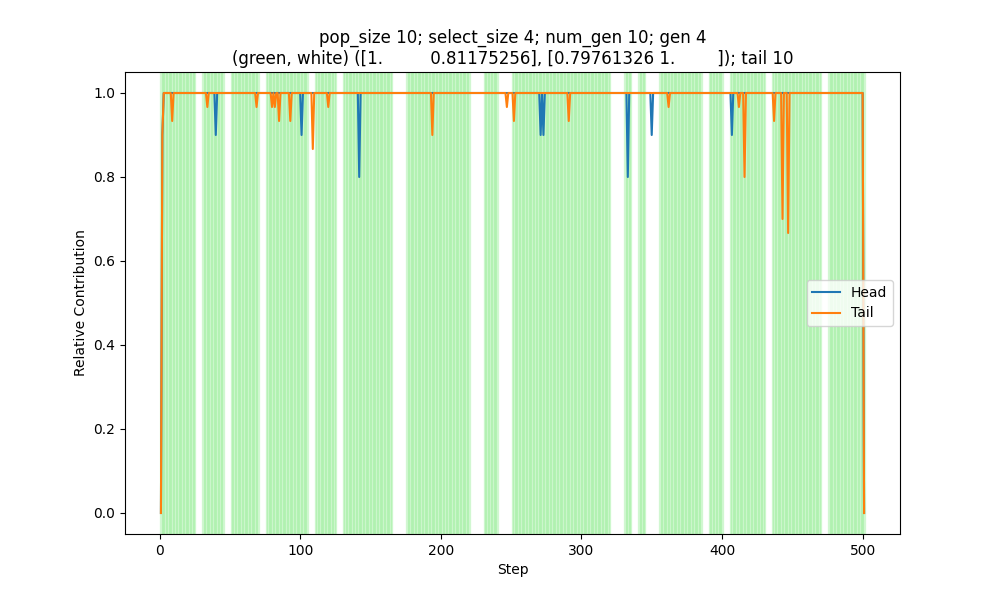 pop_size 10; select_size 4; num_gen 10; gen 4
(green, white) ([1. 0.81175256], [0.79761326 1. ]); tail 10
1.0
0.8
0.6
0.4
0.2
0.0
Relative Contribution
Head
Tail
0 100 200 300 400 500
Step